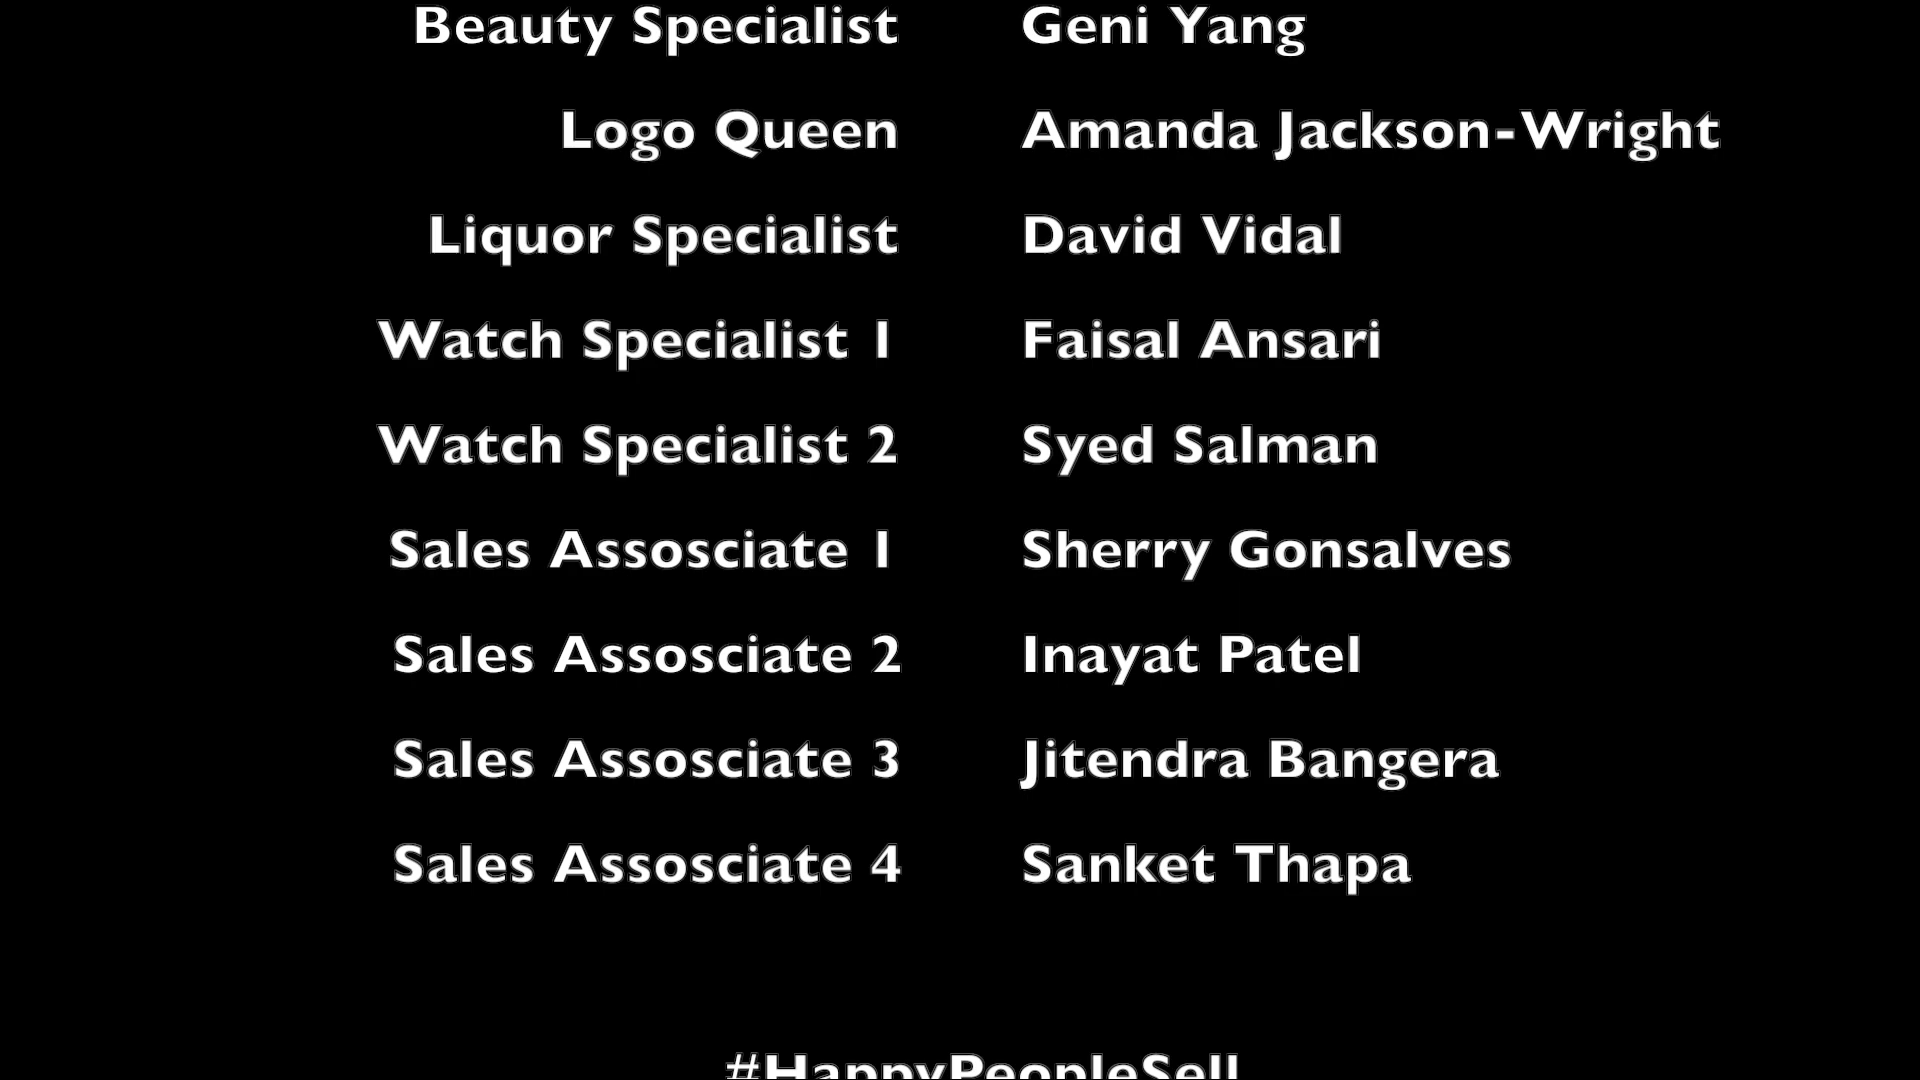 Beauty Specialist Geni Yang
Logo Queen Amanda Jackson-Wright
Liquor Specialist David Vidal
Watch Specialist 1 Faisal Ansari
Watch Specialist 2 Syed Salman
Sales Assosciate 1 Sherry Gonsalves
Sales Assosciate 2 Inayat Patel
Sales Assosciate 3 Jitendra Bangera
Sales Assosciate 4 Sanket Thapa
#HappyPeopleSell